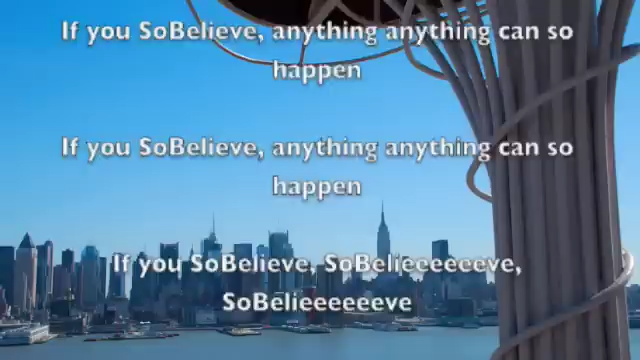 If you SoBelieve, anything anything can so
happen
If you SoBelieve, anything anything can so
happen
If you SoBelieve, SoBelieeeeeeve,
SoBelieeeeeeve